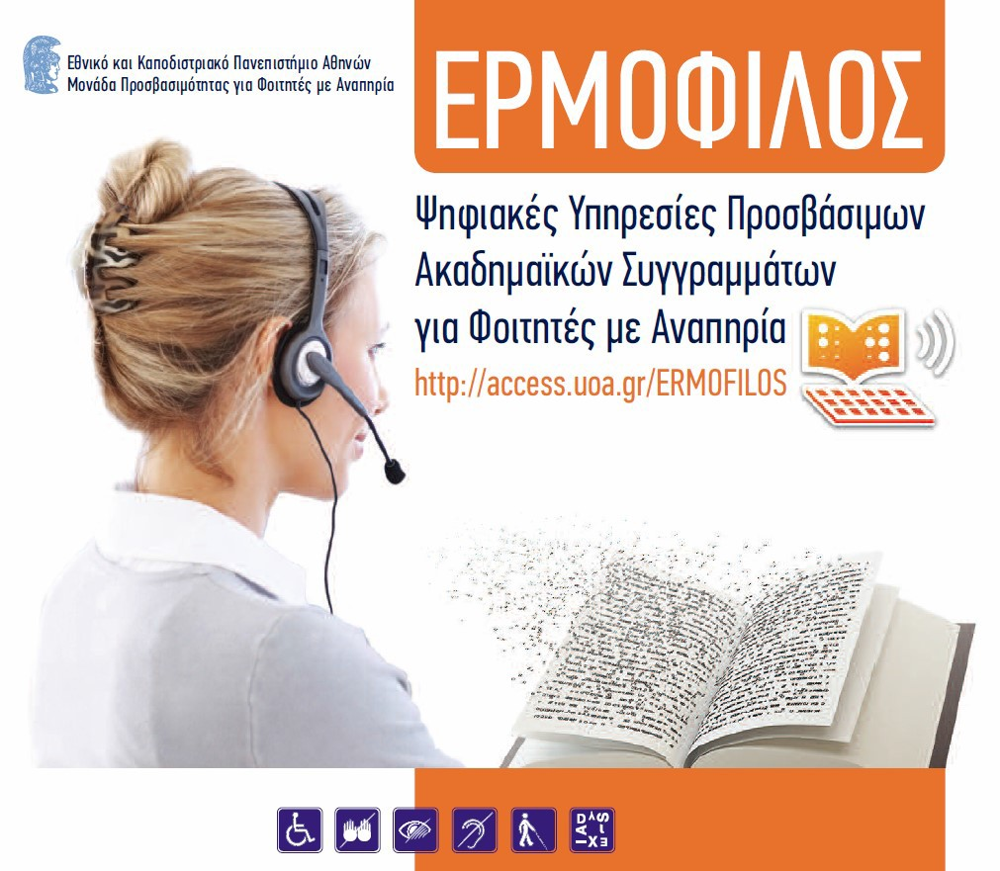 Εθνικό και Καποδιστριακό Πανεπιστήμιο Αθηνών
Μονάδα Προσβασιμότητας για Φοιτητές με Αναπηρία
ΕΡΜΟΦΙΛΟΣ
Ψηφιακές Υπηρεσίες Προσβάσιμων
Ακαδημαϊκών Συγγραμμάτων
για Φοιτητές με Αναπηρία
http://access.uoa.gr/ERMOFILOS